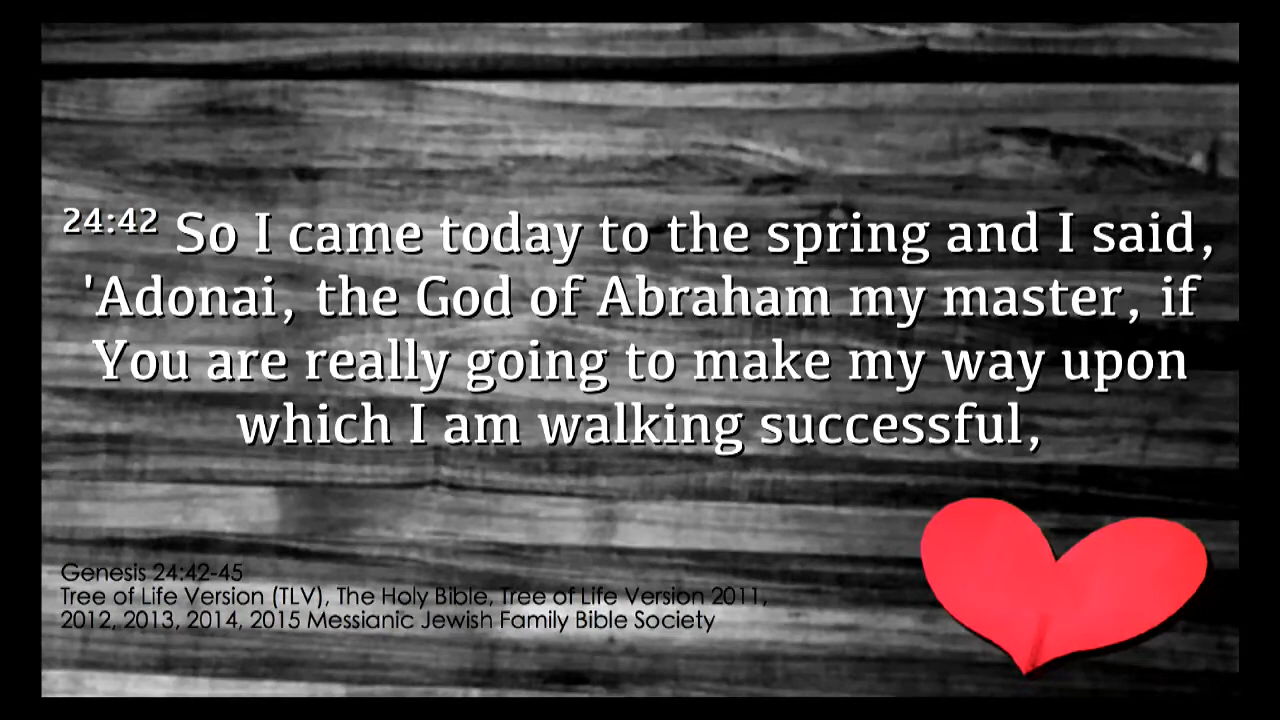 24:42 So I came today to the spring and I said,
'Adonai, the God of Abraham my master, if
You are really going to make my way upon
which I am walking successful,
Genesis 24:42-45
Tree of Life Version (TLV), The Holy Bible, Tree of Life Version 2011,
2012, 2013, 2014, 2015 Messianic Jewish Family Bible Society